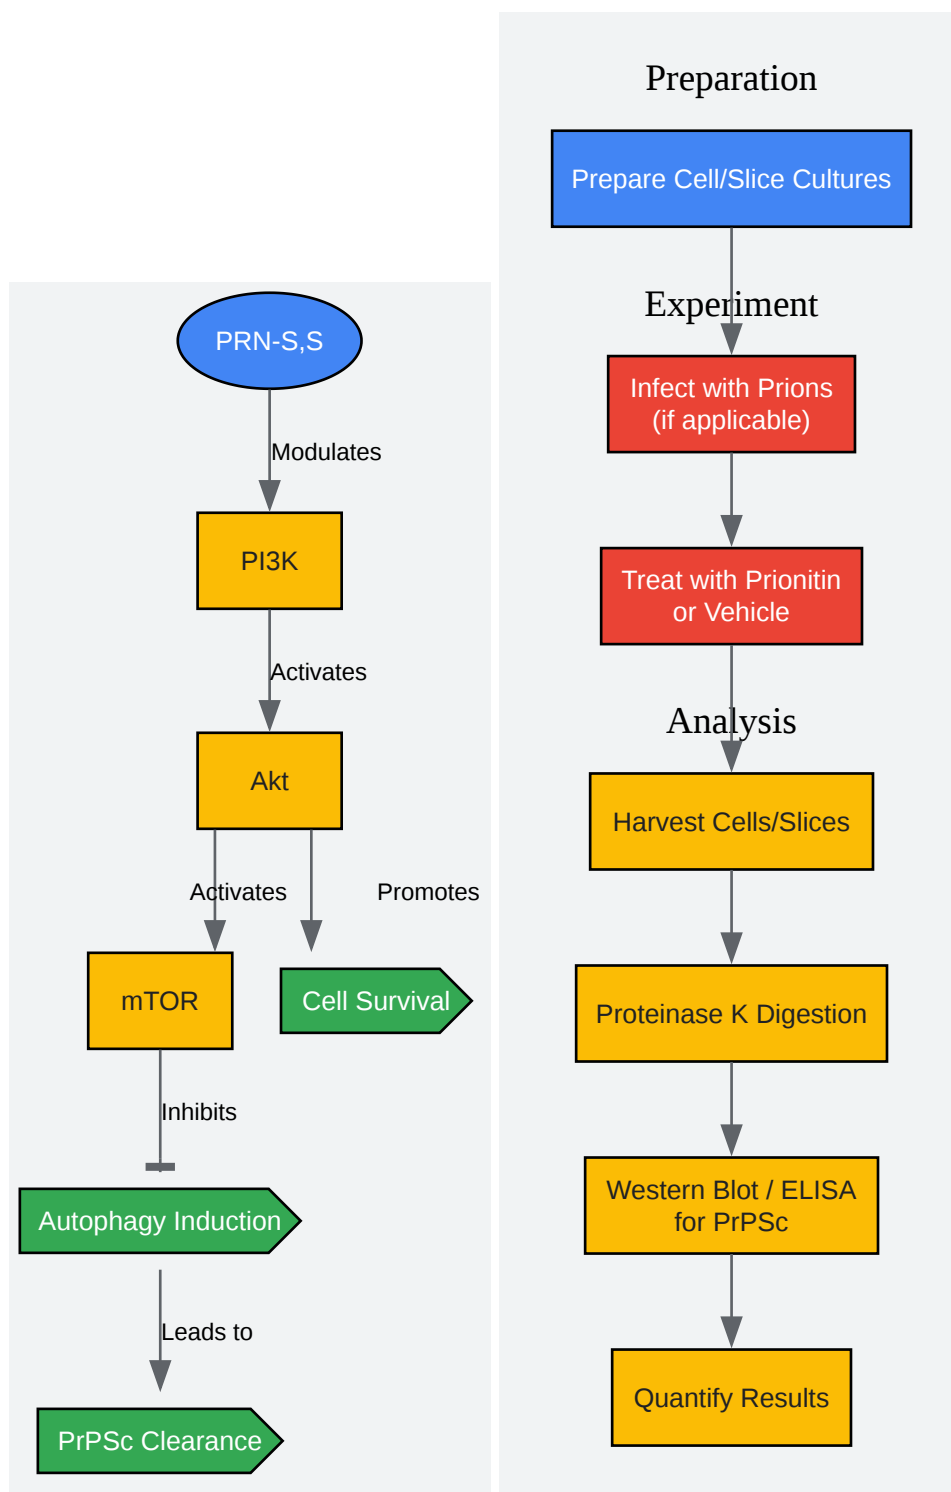 PRN-S,S
Modulates
PI3K
Activates
Akt
Activates
Promotes
mTOR
Cell Survival
Inhibits
Autophagy Induction
Leads to
PrPSc Clearance
Preparation
Prepare Cell/Slice Cultures
Experiment
Infect with Prions
(if applicable)
Treat with Prionitin
or Vehicle
Analysis
Harvest Cells/Slices
Proteinase K Digestion
Western Blot / ELISA
for PrPSc
Quantify Results